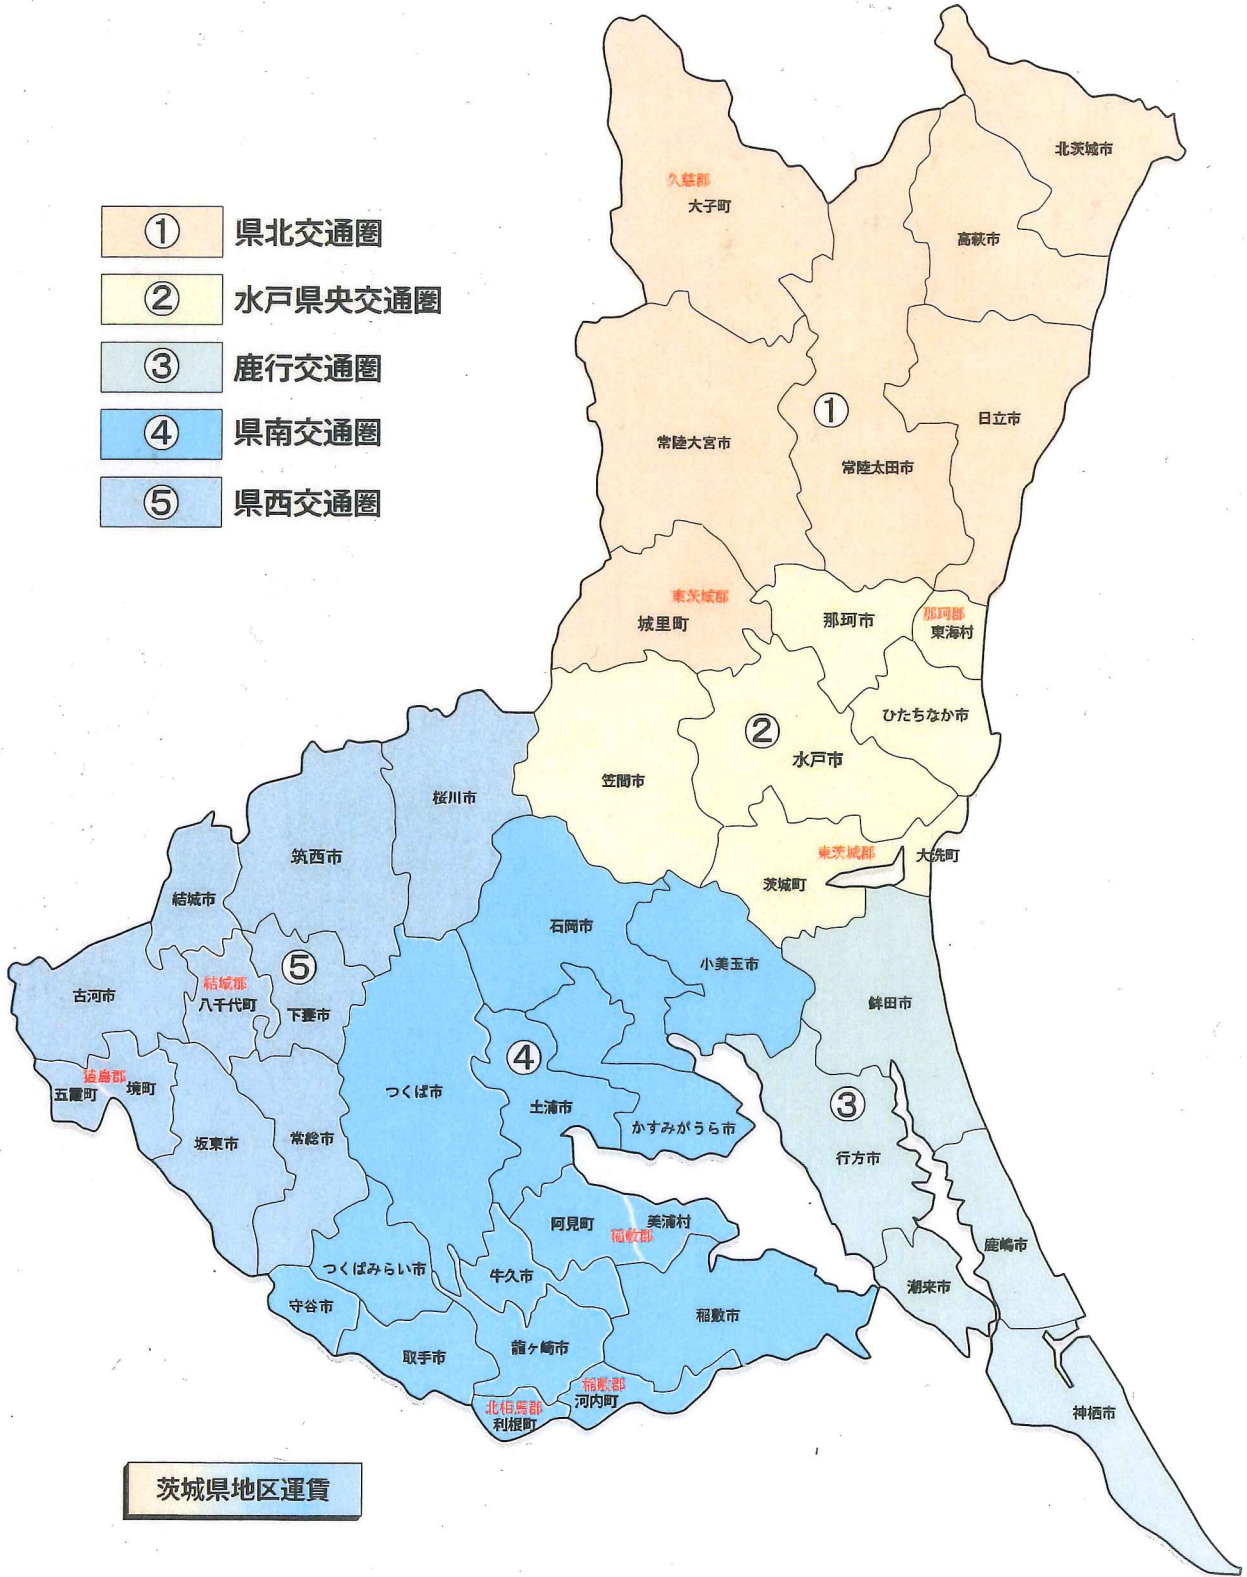 ① 県北交通圏
② 水戸県央交通圏
③ 鹿行交通圏
④ 県南交通圏
⑤ 県西交通圏
北茨城市
久慈郡
大子町
高萩市
①
日立市
常陸大宮市
常陸太田市
東茨城郡
城里町
那珂市
那珂郡
東海村
ひたちなか市
②
水戸市
笠間市
桜川市
東茨城郡
大洗町
茨城町
筑西市
結城市
石岡市
小美玉市
⑤
結城郡
八千代町
古河市
下妻市
鉾田市
④
つくば市
猿島郡
五霞町
境町
土浦市
③
かすみがうら市
坂東市
常総市
行方市
阿見町
美浦村
稲敷郡
鹿嶋市
つくばみらい市
牛久市
潮来市
守谷市
稲敷市
取手市
龍ヶ崎市
稲敷郡
河内町
北相馬郡
利根町
神栖市
茨城県地区運賃